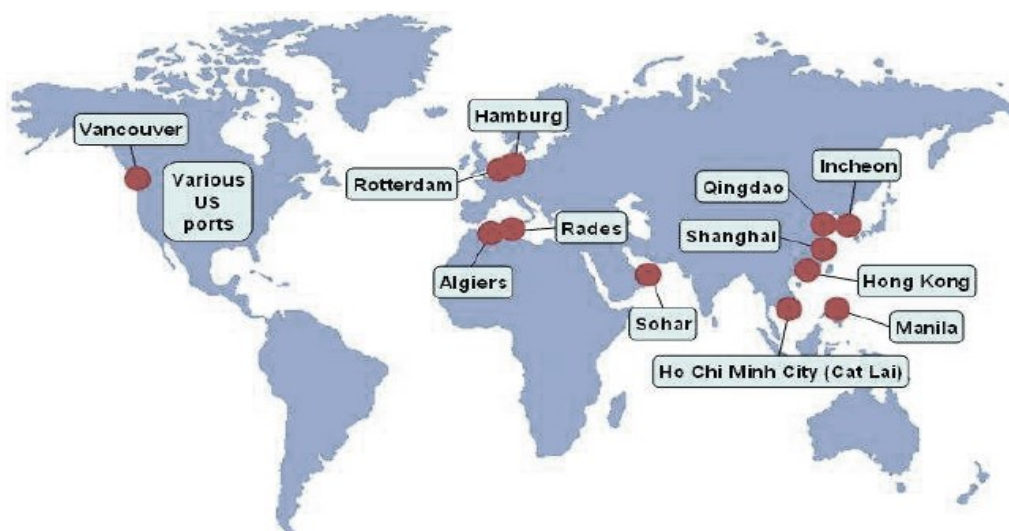 Hamburg
Vancouver
Incheon
Various
US
ports
Rotterdam
Qingdao
Rades
Shanghai
Algiers
Hong Kong
Sohar
Manila
Ho Chi Minh City (Cat Lai)